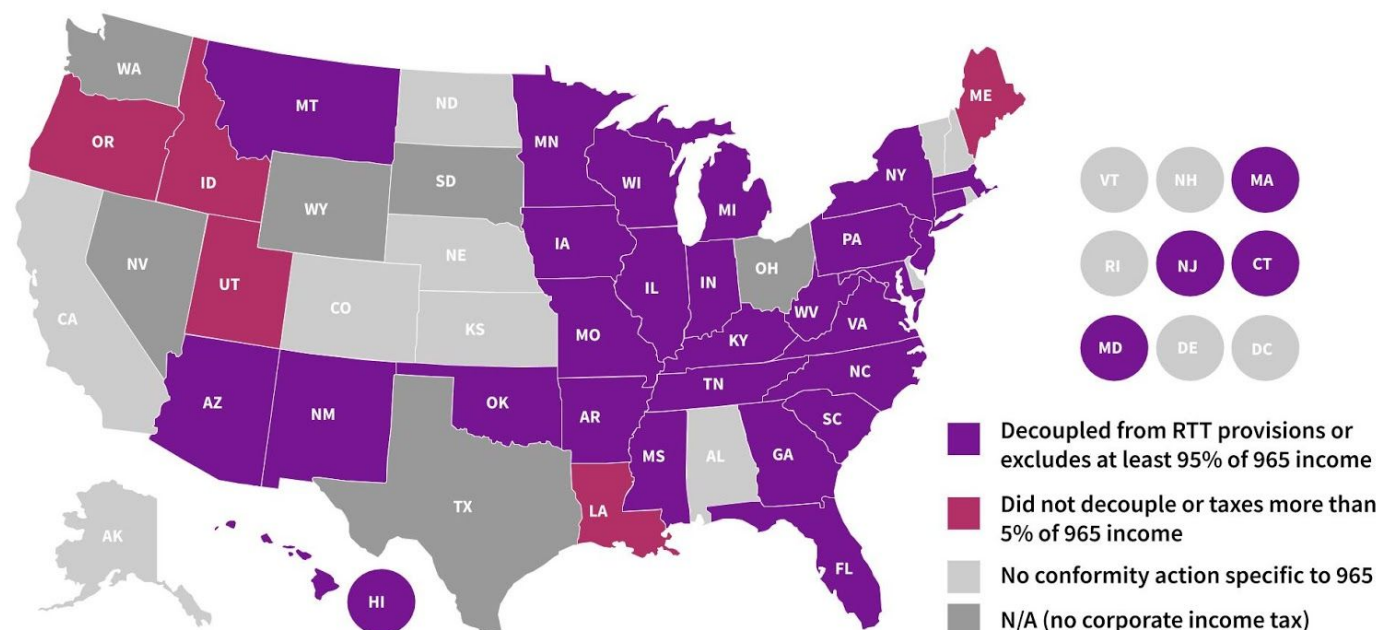 WA
MT
ND
ME
OR
MN
ID
SD
WI
NY
VT
NH
MA
WY
MI
IA
PA
NE
NV
OH
RI
NJ
CT
UT
IL
IN
CO
WV
CA
KS
MO
VA
KY
MD
DE
DC
NC
TN
AZ
OK
NM
AR
SC
MS
AL
GA
TX
LA
AK
FL
HI
Decoupled from RTT provisions or
excludes at least 95% of 965 income
Did not decouple or taxes more than
5% of 965 income
No conformity action specific to 965
N/A (no corporate income tax)